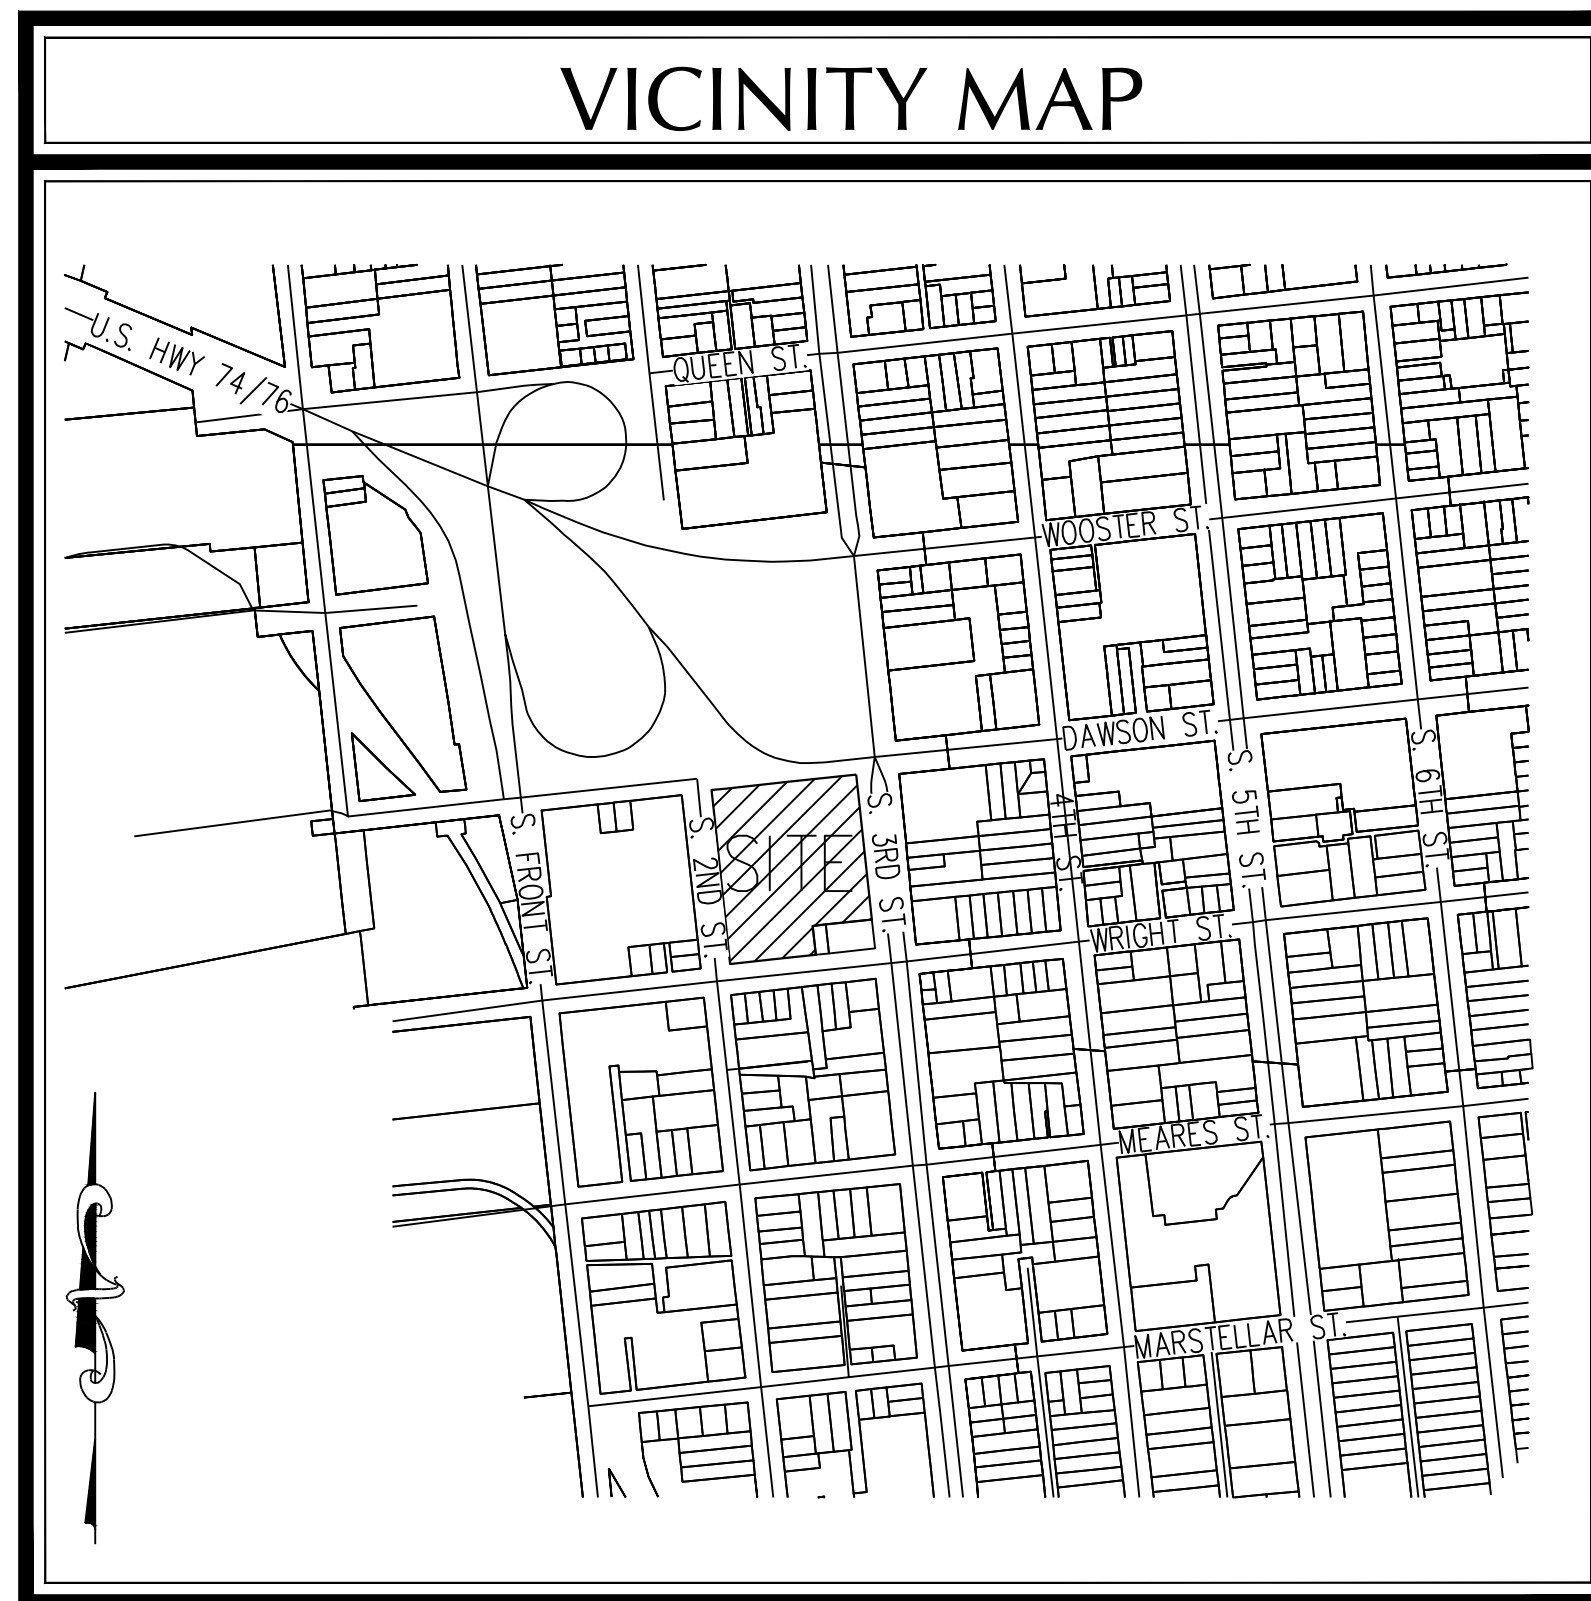 VICINITY MAP
U.S. HWY 74/76
QUEEN ST.
WOOSTER ST.
DAWSON ST.
S. FRONT ST.
S. 2ND ST.
SITE
S. 3RD ST.
4TH S.
S. 5TH ST.
S. 6TH ST.
WRIGHT ST.
MEARES ST.
MARSTELLAR ST.